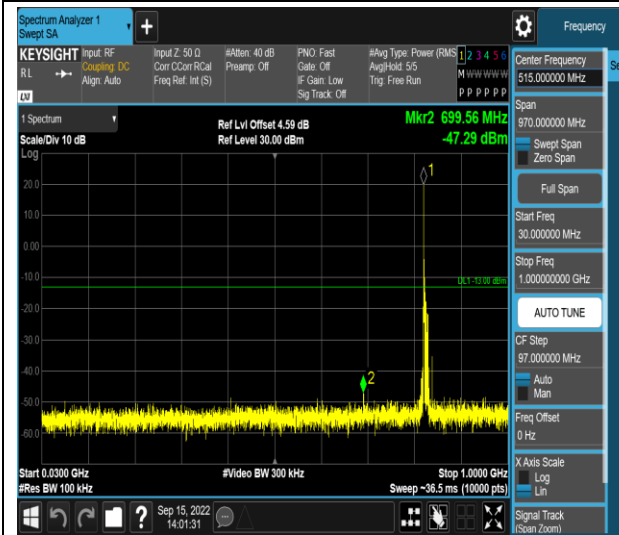 Spectrum Analyzer 1
Swept SA
+
Frequency
KEYSIGHT
RL
LXI
Input: RF
Coupling: DC
Align: Auto
Input Z: 50 Ω
Corr CCorr RCal
Freq Ref: Int (S)
#Atten: 40 dB
Preamp: Off
PNO: Fast
Gate: Off
IF Gain: Low
Sig Track: Off
#Avg Type: Power (RMS
Avg|Hold: 5/5
Trig: Free Run
1 2 3 4 5 6
M W W W W W
P P P P P P
1 Spectrum
Scale/Div 10 dB
Log
Ref Lvl Offset 4.59 dB
Ref Level 30.00 dBm
Mkr2 699.56 MHz
-47.29 dBm
1
20.0
10.0
0.00
-10.0
DL1 -13.00 dBm
-20.0
-30.0
-40.0
2
-50.0
-60.0
Start 0.0300 GHz
#Res BW 100 kHz
#Video BW 300 kHz
Stop 1.0000 GHz
Sweep ~36.5 ms (10000 pts)
?
Sep 15, 2022
14:01:31
Center Frequency
515.000000 MHz
Se
Span
970.000000 MHz
Swept Span
Zero Span
Full Span
Start Freq
30.000000 MHz
Stop Freq
1.000000000 GHz
AUTO TUNE
CF Step
97.000000 MHz
Auto
Man
Freq Offset
0 Hz
X Axis Scale
Log
Lin
Signal Track
(Span Zoom)